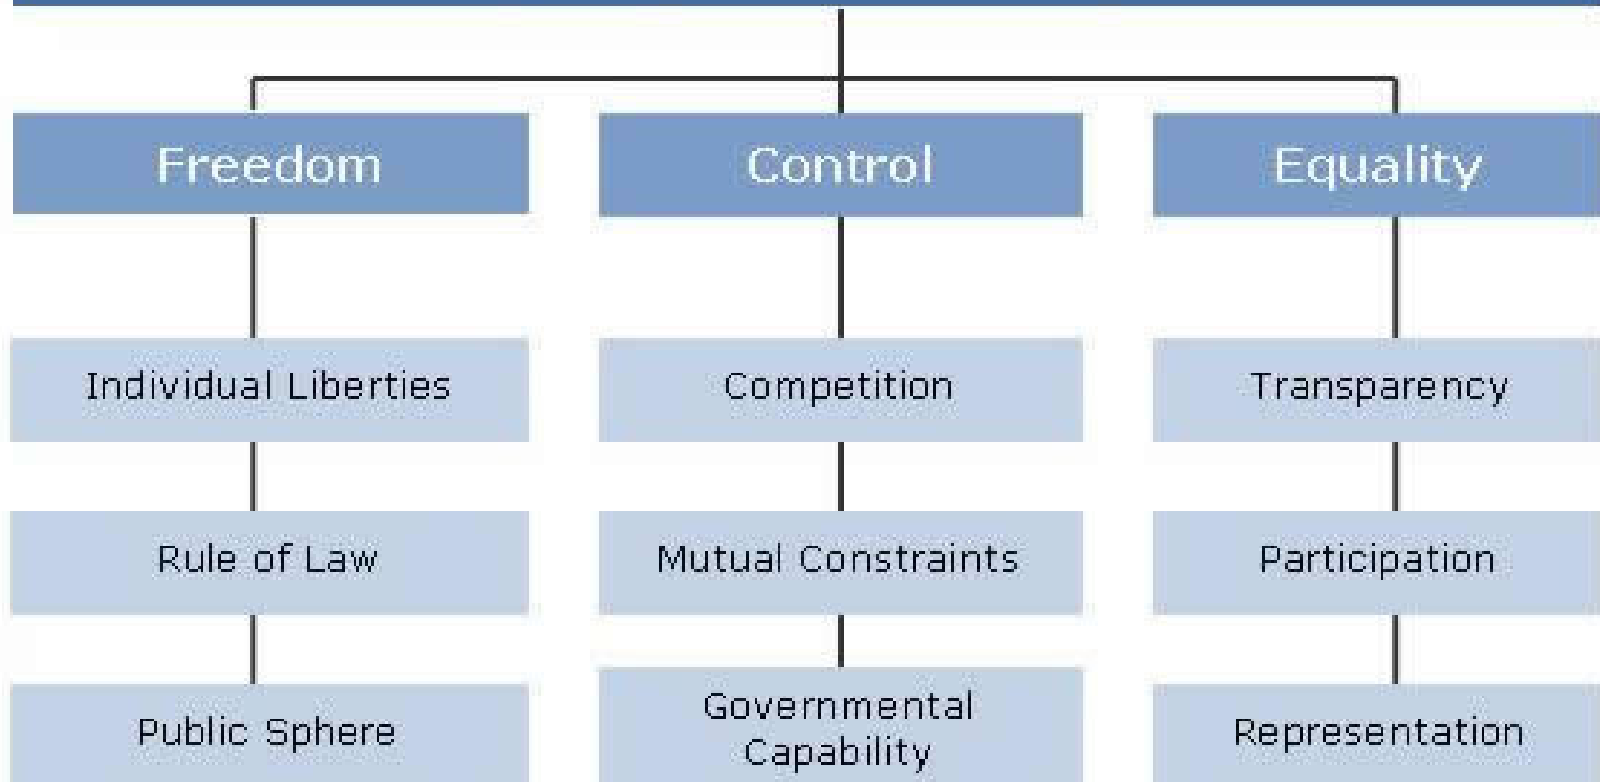 Freedom
Control
Equality
Individual Liberties
Competition
Transparency
Rule of Law
Mutual Constraints
Participation
Public Sphere
Governmental
Capability
Representation